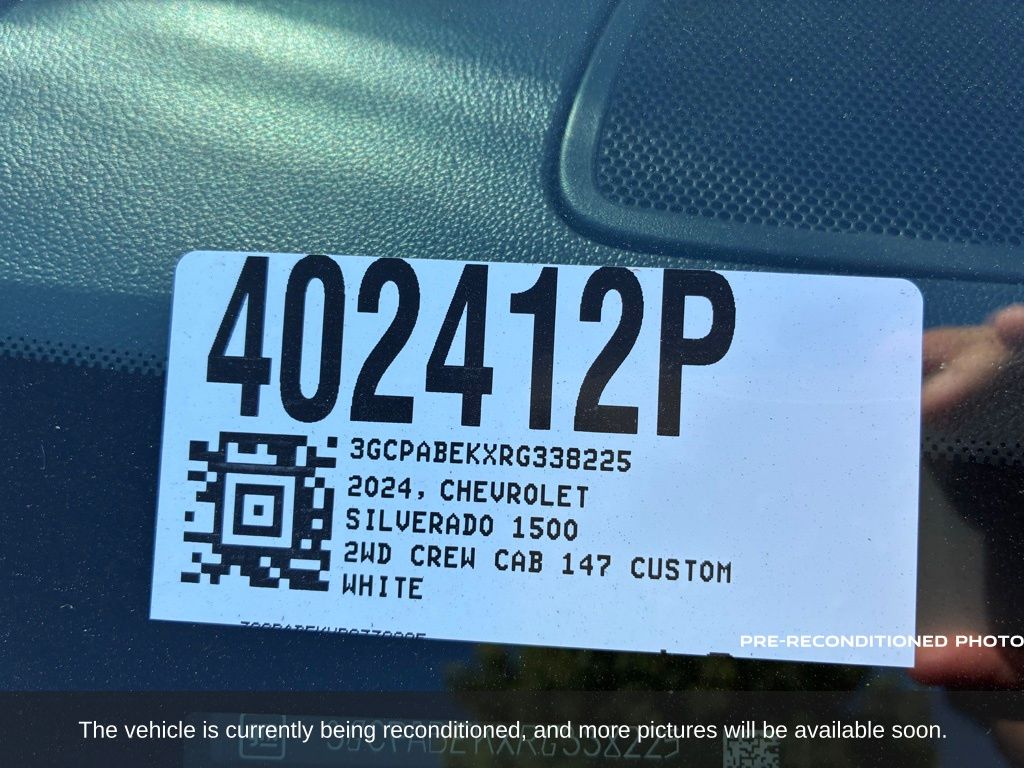 402412P
3GCPABEKXRG338225
2024, CHEVROLET
SILVERADO 1500
2WD CREW CAB 147 CUSTOM
WHITE
PRE-RECONDITIONED PHOTO
The vehicle is currently being reconditioned, and more pictures will be available soon.
3GCPABEKXRG338225